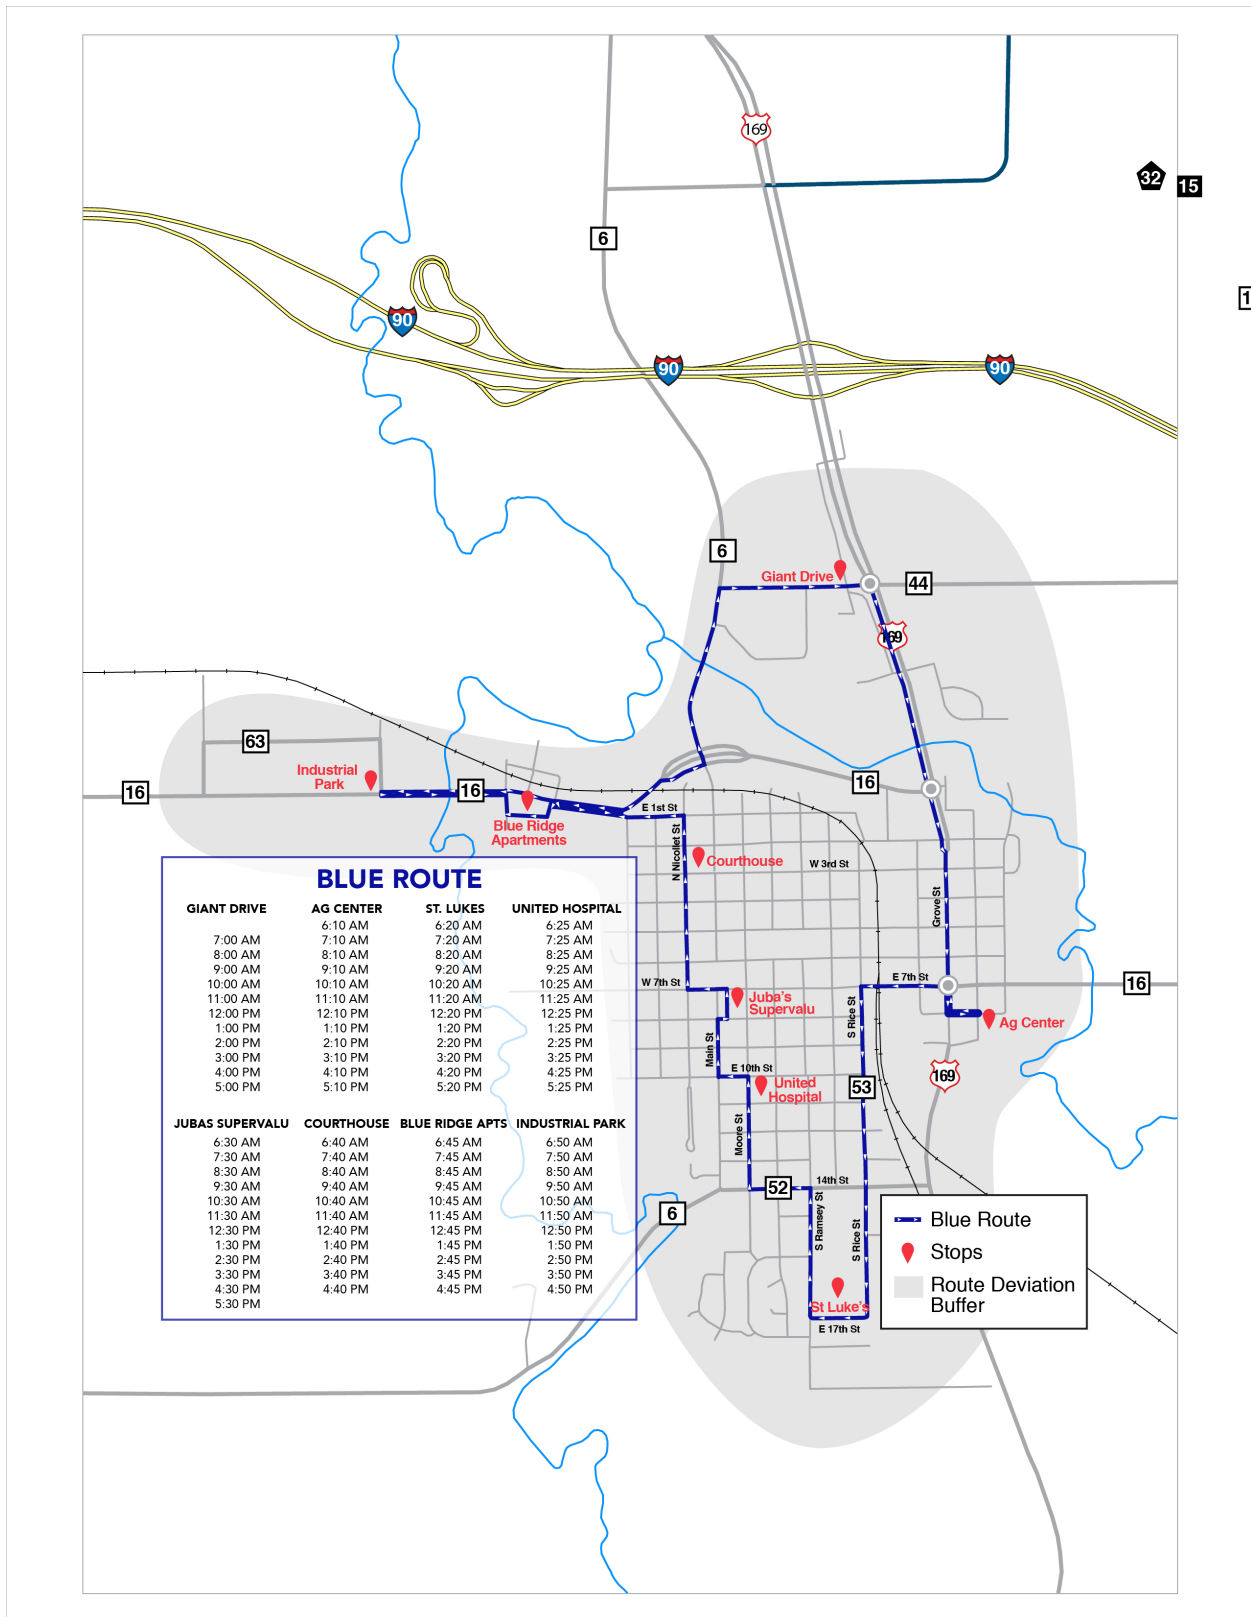 169
32
15
6
1
90
90
90
6
Giant Drive
44
169
63
Industrial
Park
16
16
16
E 1st St
Blue Ridge
Apartments
N Nicollet St
Courthouse
W 3rd St
BLUE ROUTE
GIANT DRIVE AG CENTER ST. LUKES UNITED HOSPITAL
6:10 AM 6:20 AM 6:25 AM
7:00 AM 7:10 AM 7:20 AM 7:25 AM
8:00 AM 8:10 AM 8:20 AM 8:25 AM
9:00 AM 9:10 AM 9:20 AM 9:25 AM
10:00 AM 10:10 AM 10:20 AM 10:25 AM
11:00 AM 11:10 AM 11:20 AM 11:25 AM
12:00 PM 12:10 PM 12:20 PM 12:25 PM
1:00 PM 1:10 PM 1:20 PM 1:25 PM
2:00 PM 2:10 PM 2:20 PM 2:25 PM
3:00 PM 3:10 PM 3:20 PM 3:25 PM
4:00 PM 4:10 PM 4:20 PM 4:25 PM
5:00 PM 5:10 PM 5:20 PM 5:25 PM
JUBAS SUPERVALU COURTHOUSE BLUE RIDGE APTS INDUSTRIAL PARK
6:30 AM 6:40 AM 6:45 AM 6:50 AM
7:30 AM 7:40 AM 7:45 AM 7:50 AM
8:30 AM 8:40 AM 8:45 AM 8:50 AM
9:30 AM 9:40 AM 9:45 AM 9:50 AM
10:30 AM 10:40 AM 10:45 AM 10:50 AM
11:30 AM 11:40 AM 11:45 AM 11:50 AM
12:30 PM 12:40 PM 12:45 PM 12:50 PM
1:30 PM 1:40 PM 1:45 PM 1:50 PM
2:30 PM 2:40 PM 2:45 PM 2:50 PM
3:30 PM 3:40 PM 3:45 PM 3:50 PM
4:30 PM 4:40 PM 4:45 PM 4:50 PM
5:30 PM
Grove St
E 7th St
W 7th St
16
Juba's
Supervalu
S Rice St
Ag Center
Main St
E 10th St
169
United
Hospital
53
Moore St
14th St
52
6
S Ramsey St
S Rice St
St Luke's
E 17th St
Blue Route
Stops
Route Deviation
Buffer